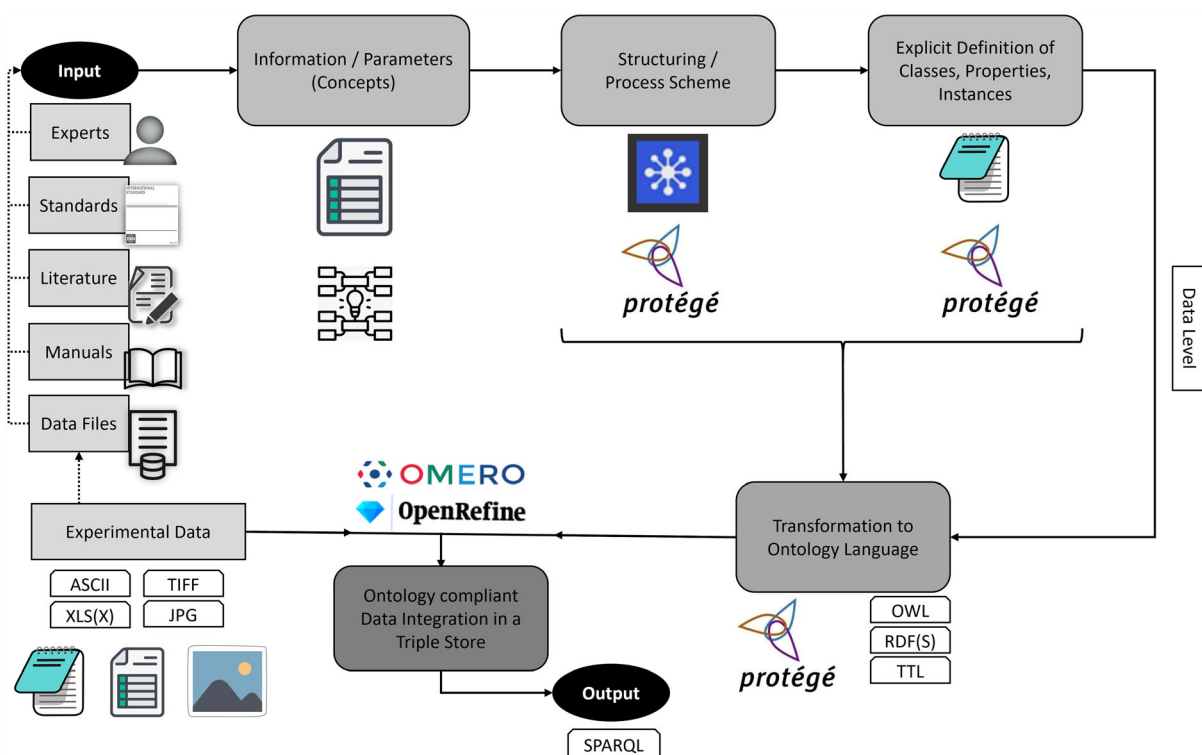 Input
Information / Parameters
(Concepts)
Structuring /
Process Scheme
Explicit Definition of
Classes, Properties,
Instances
Experts
Standards
INTERNATIONAL
STANDARD
Literature
Manuals
Data Files
protégé
protégé
Data Level
OMERO
OpenRefine
Experimental Data
ASCII
TIFF
XLS(X)
JPG
Transformation to
Ontology Language
Ontology compliant
Data Integration in a
Triple Store
protégé
OWL
RDF(S)
TTL
Output
SPARQL